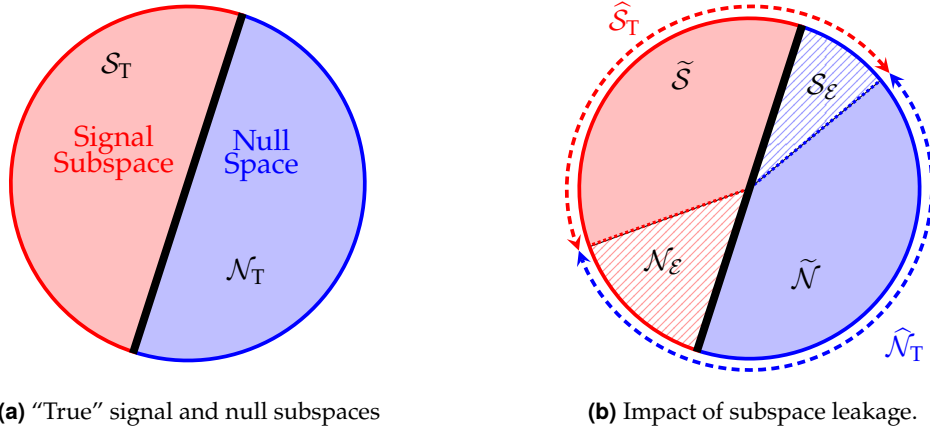 𝒮_T
Signal
Subspace
Null
Space
𝒩_T
(a) “True” signal and null subspaces
𝒮̂_T
𝒮̃
𝒮_ℰ
𝒩_ℰ
𝒩̃
𝒩̂_T
(b) Impact of subspace leakage.